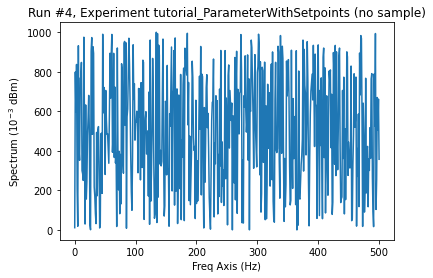 Run #4, Experiment tutorial_ParameterWithSetpoints (no sample)
1000
800
600
400
200
0
Spectrum (10⁻³ dBm)
0 100 200 300 400 500
Freq Axis (Hz)